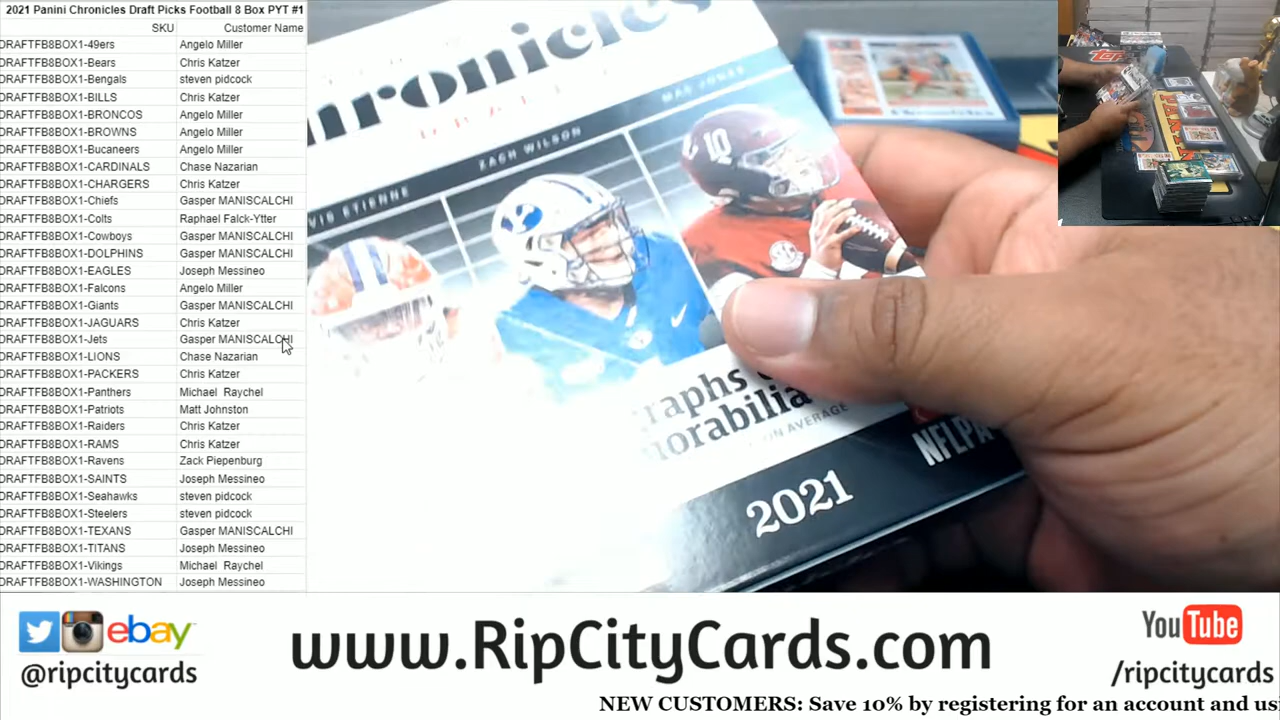 2021 Panini Chronicles Draft Picks Football 8 Box PYT #1
SKU Customer Name
DRAFTFB8BOX1-49ers Angelo Miller
DRAFTFB8BOX1-Bears Chris Katzer
DRAFTFB8BOX1-Bengals steven pidcock
DRAFTFB8BOX1-BILLS Chris Katzer
DRAFTFB8BOX1-BRONCOS Angelo Miller
DRAFTFB8BOX1-BROWNS Angelo Miller
DRAFTFB8BOX1-Bucaneers Angelo Miller
DRAFTFB8BOX1-CARDINALS Chase Nazarian
DRAFTFB8BOX1-CHARGERS Chris Katzer
DRAFTFB8BOX1-Chiefs Gasper MANISCALCHI
DRAFTFB8BOX1-Colts Raphael Falck-Ytter
DRAFTFB8BOX1-Cowboys Gasper MANISCALCHI
DRAFTFB8BOX1-DOLPHINS Gasper MANISCALCHI
DRAFTFB8BOX1-EAGLES Joseph Messineo
DRAFTFB8BOX1-Falcons Angelo Miller
DRAFTFB8BOX1-Giants Gasper MANISCALCHI
DRAFTFB8BOX1-JAGUARS Chris Katzer
DRAFTFB8BOX1-Jets Gasper MANISCALCHI
DRAFTFB8BOX1-LIONS Chase Nazarian
DRAFTFB8BOX1-PACKERS Chris Katzer
DRAFTFB8BOX1-Panthers Michael Raychel
DRAFTFB8BOX1-Patriots Matt Johnston
DRAFTFB8BOX1-Raiders Chris Katzer
DRAFTFB8BOX1-RAMS Chris Katzer
DRAFTFB8BOX1-Ravens Zack Piepenburg
DRAFTFB8BOX1-SAINTS Joseph Messineo
DRAFTFB8BOX1-Seahawks steven pidcock
DRAFTFB8BOX1-Steelers steven pidcock
DRAFTFB8BOX1-TEXANS Gasper MANISCALCHI
DRAFTFB8BOX1-TITANS Joseph Messineo
DRAFTFB8BOX1-Vikings Michael Raychel
DRAFTFB8BOX1-WASHINGTON Joseph Messineo
hronicles
VIS ETIENNE ZACH WILSON MAC JONES
10
raphs
morabilia
ON AVERAGE
NFLPA
2021
PANINI
ebay
@ripcitycards
www.RipCityCards.com
YouTube
/ripcitycards
NEW CUSTOMERS: Save 10% by registering for an account and us